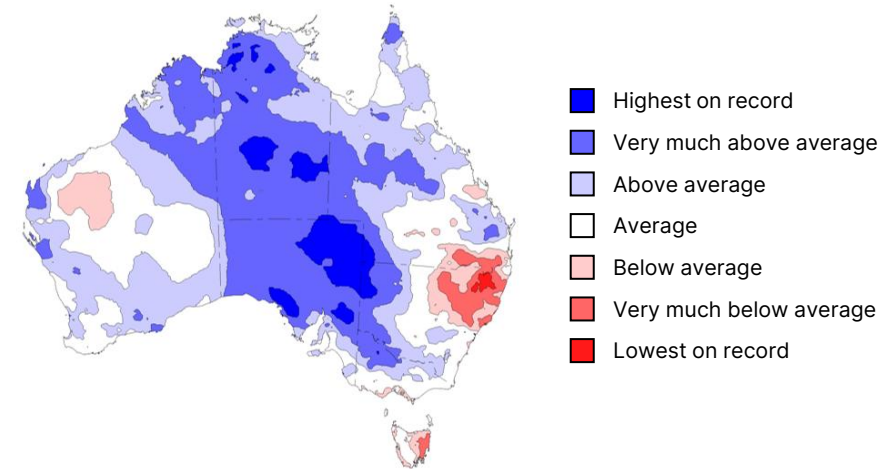 Highest on record
Very much above average
Above average
Average
Below average
Very much below average
Lowest on record